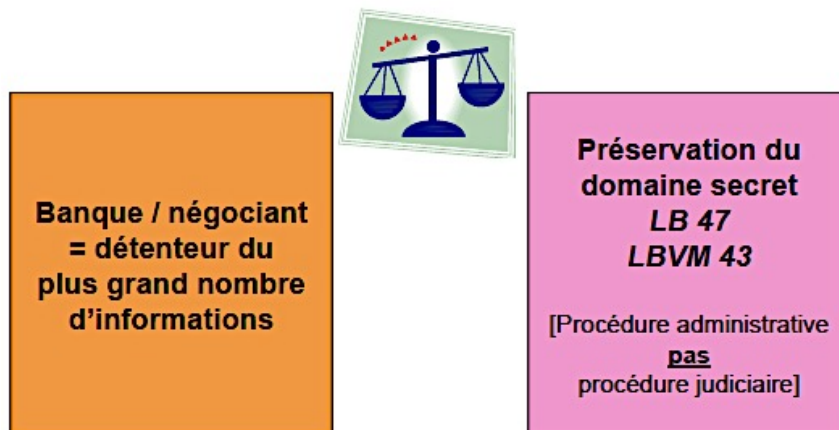 Banque / négociant
= détenteur du
plus grand nombre
d'informations
Préservation du
domaine secret
LB 47
LBVM 43
[Procédure administrative
pas
procédure judiciaire]